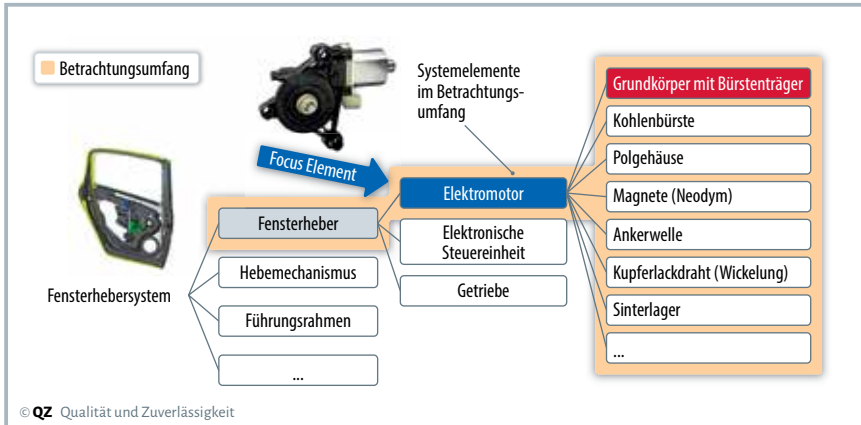 Betrachtungsumfang
Systemelemente
im Betrachtungs-
umfang
Focus Element
Fensterhebersystem
Fensterheber
Hebemechanismus
Führungsrahmen
...
Elektromotor
Elektronische
Steuereinheit
Getriebe
Grundkörper mit Bürstenträger
Kohlenbürste
Polgehäuse
Magnete (Neodym)
Ankerwelle
Kupferlackdraht (Wickelung)
Sinterlager
...
© QZ Qualität und Zuverlässigkeit